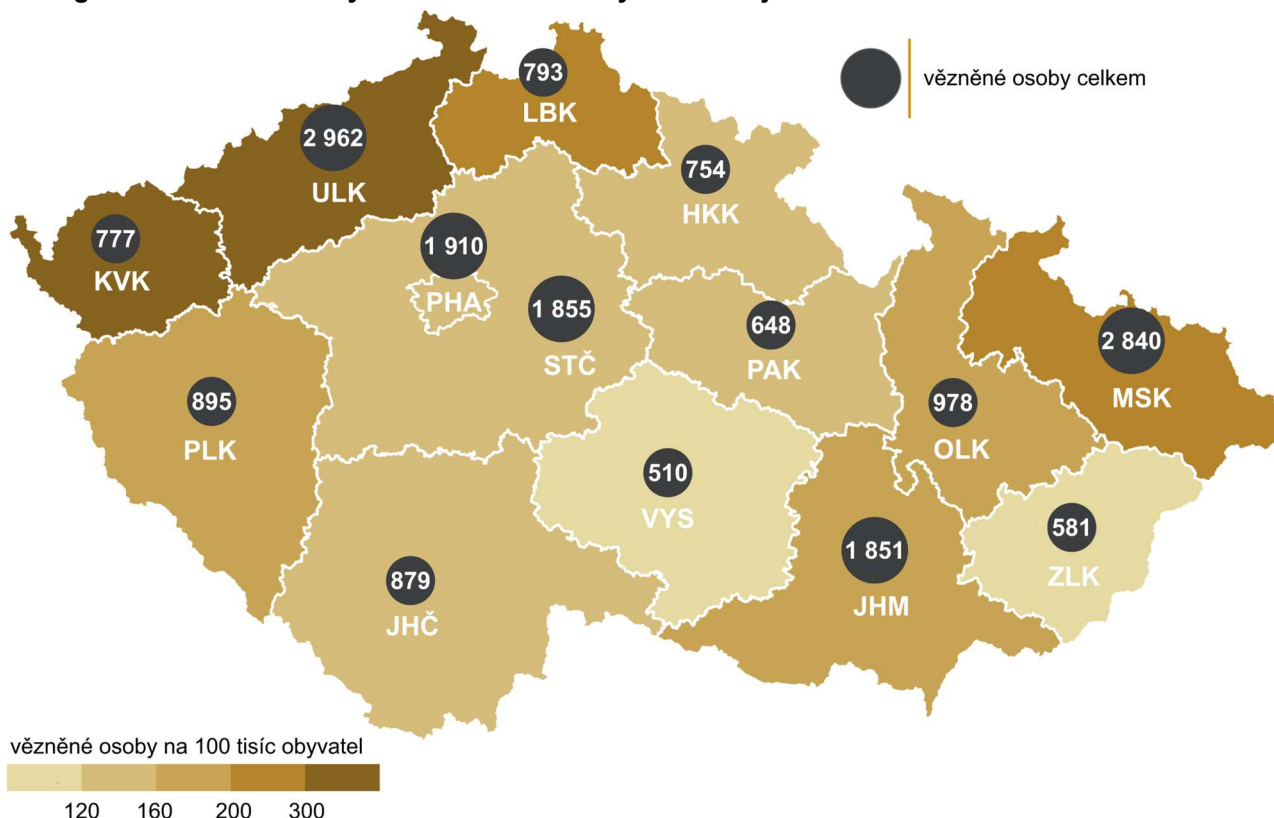 793
vězněné osoby celkem
LBK
2 962
ULK
754
HKK
777
KVK
1 910
PHA
1 855
STČ
648
PAK
2 840
MSK
895
PLK
978
OLK
510
VYS
581
ZLK
1 851
JHM
879
JHČ
vězněné osoby na 100 tisíc obyvatel
120 160 200 300